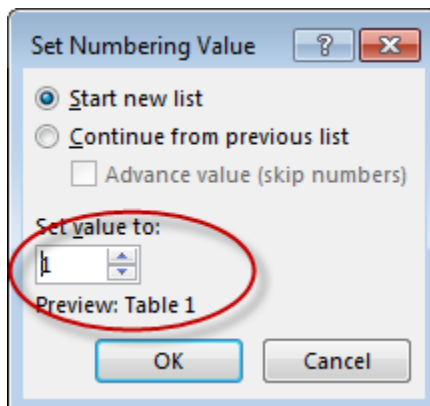 Set Numbering Value ?
Start new list
Continue from previous list
Advance value (skip numbers)
Set value to:
1
Preview: Table 1
OK Cancel